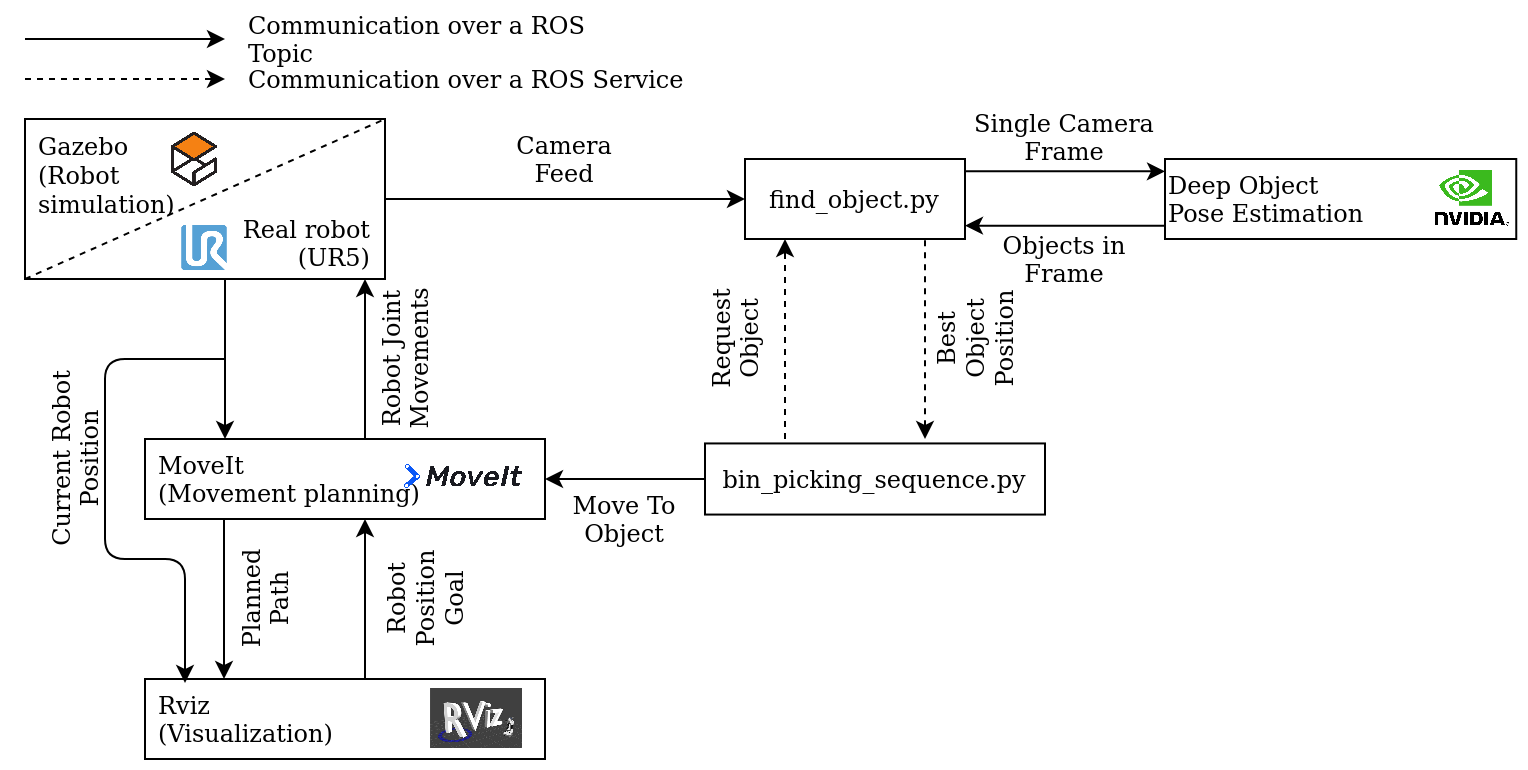 Communication over a ROS
Topic
Communication over a ROS Service
Gazebo
(Robot
simulation)
Real robot
(UR5)
UR
Camera
Feed
find_object.py
Single Camera
Frame
Deep Object
Pose Estimation
NVIDIA
Objects in
Frame
Request
Object
Best
Object
Position
Robot Joint
Movements
Current Robot
Position
MoveIt
(Movement planning)
MoveIt
Move To
Object
bin_picking_sequence.py
Planned
Path
Robot
Position
Goal
Rviz
(Visualization)
RViz